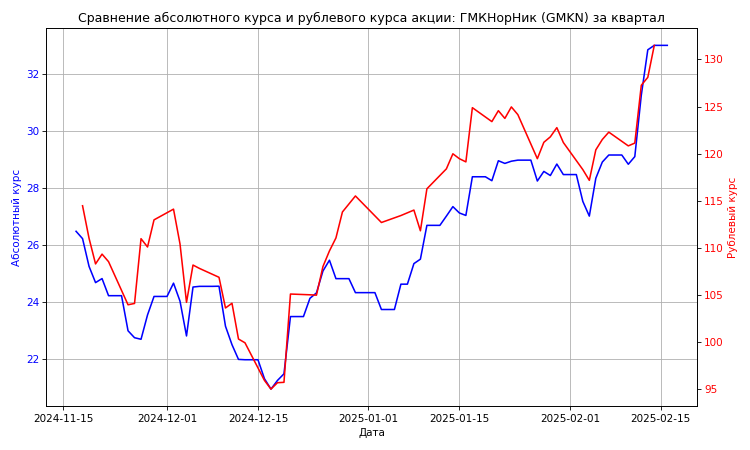 Сравнение абсолютного курса и рублевого курса акции: ГМКНорНик (GMKN) за квартал
Абсолютный курс
32
30
28
26
24
22
130
125
120
115
110
105
100
95
Рублевый курс
2024-11-15 2024-12-01 2024-12-15 2025-01-01 2025-01-15 2025-02-01 2025-02-15
Дата